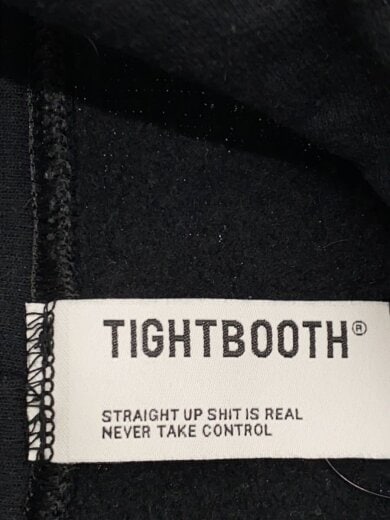 TIGHTBOOTH®
STRAIGHT UP SHIT IS REAL
NEVER TAKE CONTROL